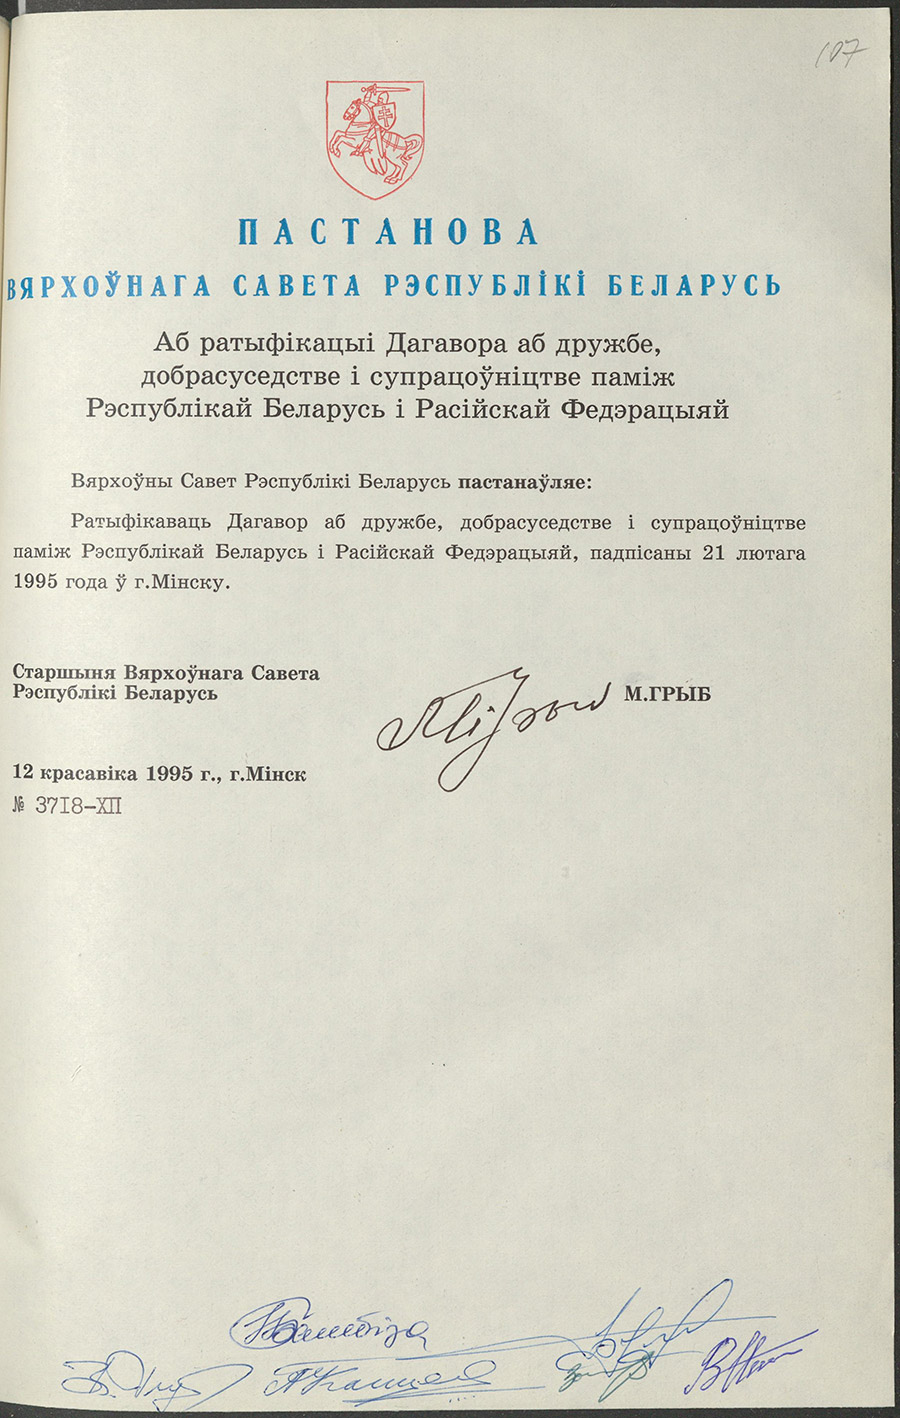 107
ПАСТАНОВА
ВЯРХОЎНАГА САВЕТА РЭСПУБЛІКІ БЕЛАРУСЬ
Аб ратыфікацыі Дагавора аб дружбе,
добрасуседстве і супрацоўніцтве паміж
Рэспублікай Беларусь і Расійскай Федэрацыяй
Вярхоўны Савет Рэспублікі Беларусь пастанаўляе:
Ратыфікаваць Дагавор аб дружбе, добрасуседстве і супрацоўніцтве
паміж Рэспублікай Беларусь і Расійскай Федэрацыяй, падпісаны 21 лютага
1995 года ў г.Мінску.
Старшыня Вярхоўнага Савета
Рэспублікі Беларусь
М.ГРЫБ
12 красавіка 1995 г., г.Мінск
№ 3718-XII